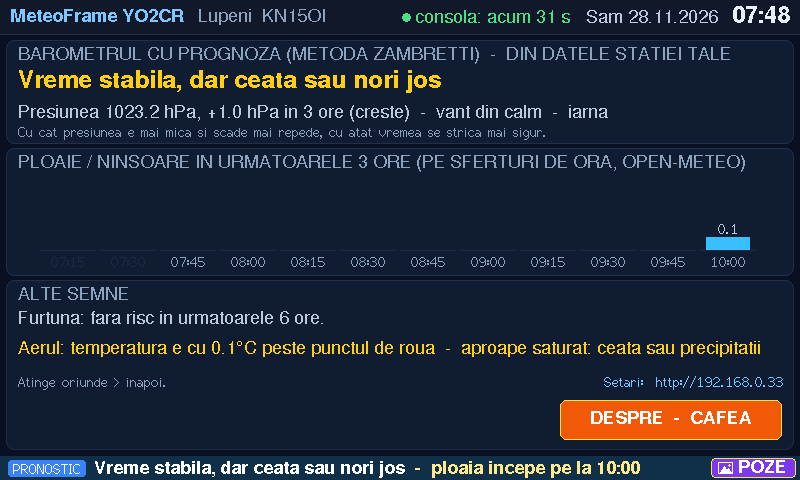 MeteoFrame YO2CR Lupeni KN15OI consola: acum 31 s Sam 28.11.2026 07:48
BAROMETRUL CU PROGNOZA (METODA ZAMBRETTI) - DIN DATELE STATIEI TALE
Vreme stabila, dar ceata sau nori jos
Presiunea 1023.2 hPa, +1.0 hPa in 3 ore (creste) - vant din calm - iarna
Cu cat presiunea e mai mica si scade mai repede, cu atat vremea se strica mai sigur.
PLOAIE / NINSOARE IN URMATOARELE 3 ORE (PE SFERTURI DE ORA, OPEN-METEO)
0.1
07:15 07:30 07:45 08:00 08:15 08:30 08:45 09:00 09:15 09:30 09:45 10:00
ALTE SEMNE
Furtuna: fara risc in urmatoarele 6 ore.
Aerul: temperatura e cu 0.1°C peste punctul de roua - aproape saturat: ceata sau precipitatii
Atinge oriunde > inapoi. Setari: http://192.168.0.33
DESPRE - CAFEA
PRONOSTIC Vreme stabila, dar ceata sau nori jos - ploaia incepe pe la 10:00 POZE